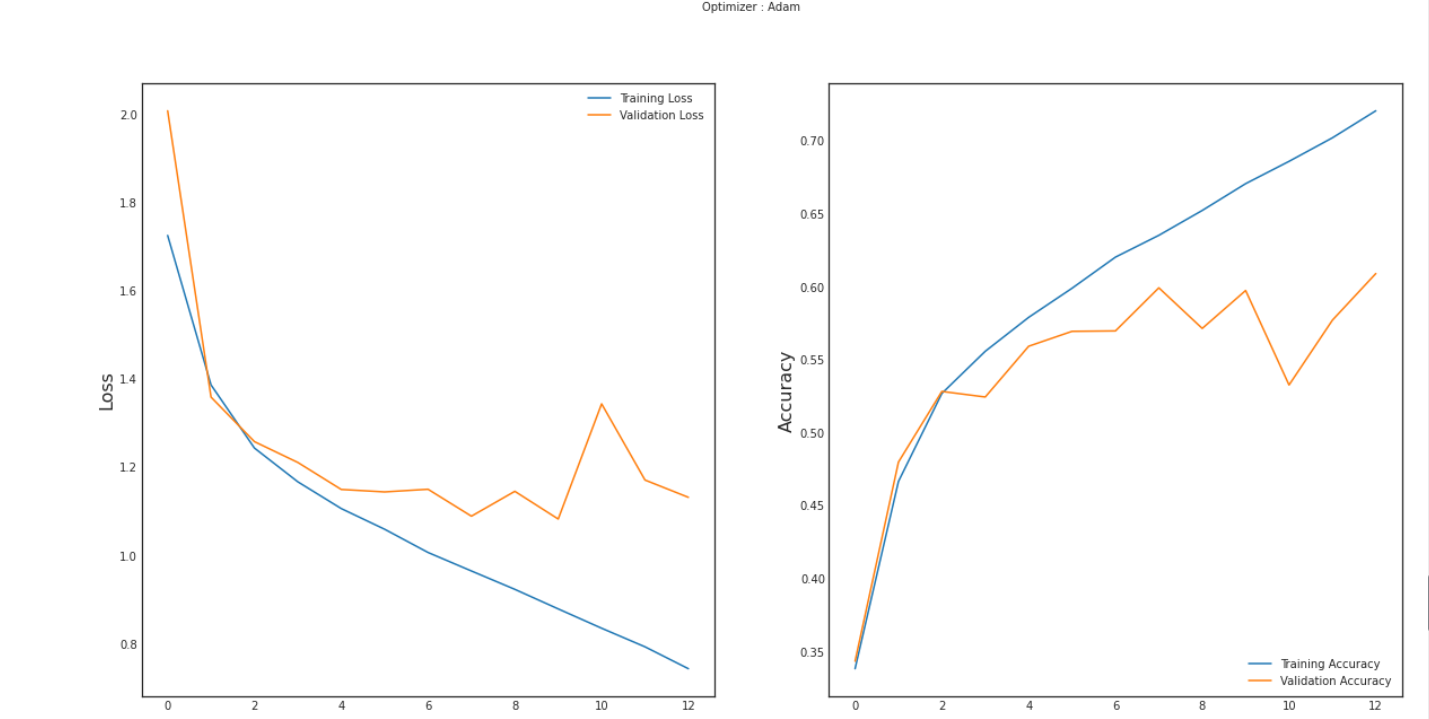 Optimizer : Adam
Training Loss
Validation Loss
2.0
1.8
1.6
1.4
1.2
1.0
0.8
Loss
0 2 4 6 8 10 12
0.70
0.65
0.60
0.55
0.50
0.45
0.40
0.35
Accuracy
Training Accuracy
Validation Accuracy
0 2 4 6 8 10 12